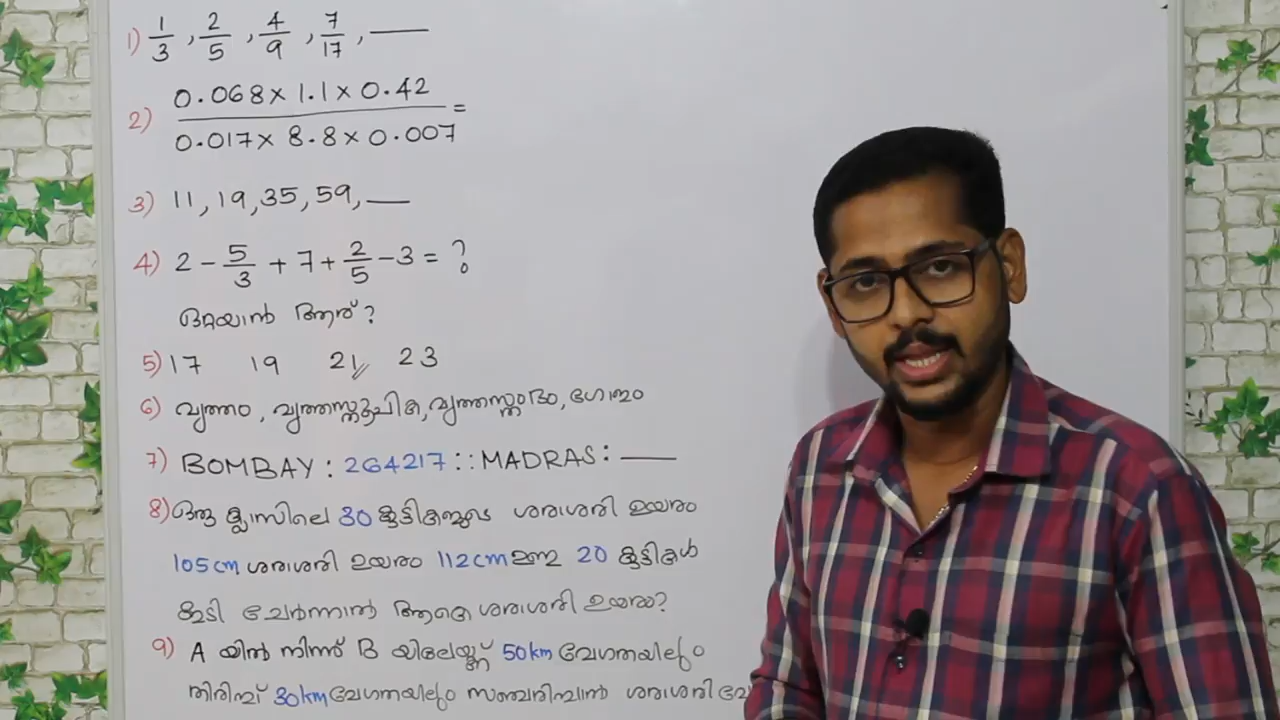 1) 1/3 , 2/5 , 4/9 , 7/17 , ___
2) 0.068 x 1.1 x 0.42 / 0.017 x 8.8 x 0.007 =
3) 11, 19, 35, 59, ___
4) 2 - 5/3 + 7 + 2/5 - 3 = ?
ഒറ്റയാൻ ആര്?
5) 17 19 21 23
6) വൃത്തം, വൃത്തസ്തൂപിക, വൃത്തസ്തംഭം, ഗോളം
7) BOMBAY : 264217 :: MADRAS : ___
8) ഒരു ക്ലാസിലെ 30 കുട്ടികളുടെ ശരാശരി ഉയരം
105cm ശരാശരി ഉയരം 112cm ഉള്ള 20 കുട്ടികൾ
കൂടി ചേർന്നാൽ ആകെ ശരാശരി ഉയരം?
9) A യിൽ നിന്ന് B യിലേയ്ക്ക് 50km വേഗതയിലും
തിരിച്ച് 30km വേഗതയിലും സഞ്ചരിച്ചാൽ ശരാശരി വേ